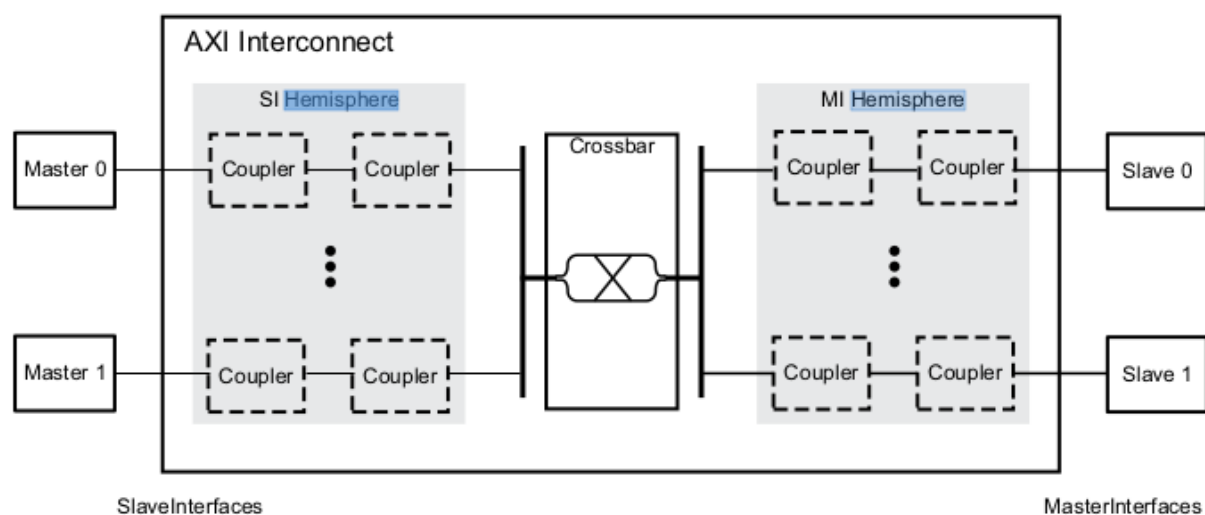 AXI Interconnect
SI Hemisphere
MI Hemisphere
Master 0
Coupler
Coupler
Crossbar
Coupler
Coupler
Slave 0
Master 1
Coupler
Coupler
Coupler
Coupler
Slave 1
SlaveInterfaces
MasterInterfaces